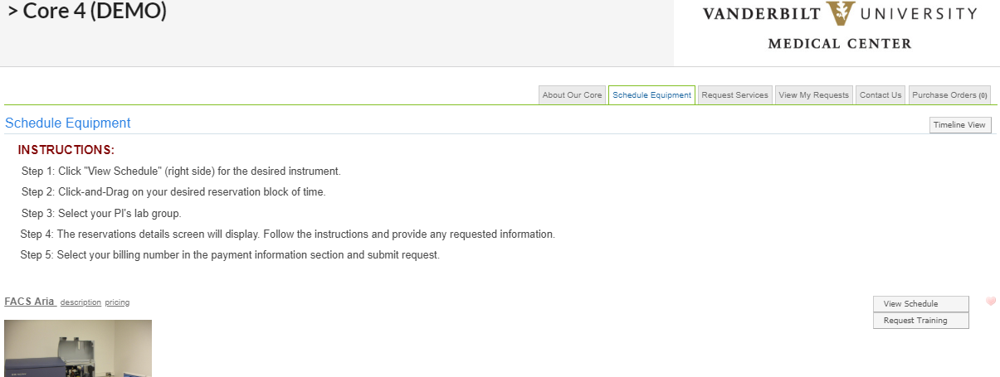 > Core 4 (DEMO)
VANDERBILT V UNIVERSITY
MEDICAL CENTER
About Our Core
Schedule Equipment
Request Services
View My Requests
Contact Us
Purchase Orders (0)
Schedule Equipment
Timeline View
INSTRUCTIONS:
Step 1: Click "View Schedule" (right side) for the desired instrument.
Step 2: Click-and-Drag on your desired reservation block of time.
Step 3: Select your PI's lab group.
Step 4: The reservations details screen will display. Follow the instructions and provide any requested information.
Step 5: Select your billing number in the payment information section and submit request.
FACS Aria description pricing
View Schedule
Request Training